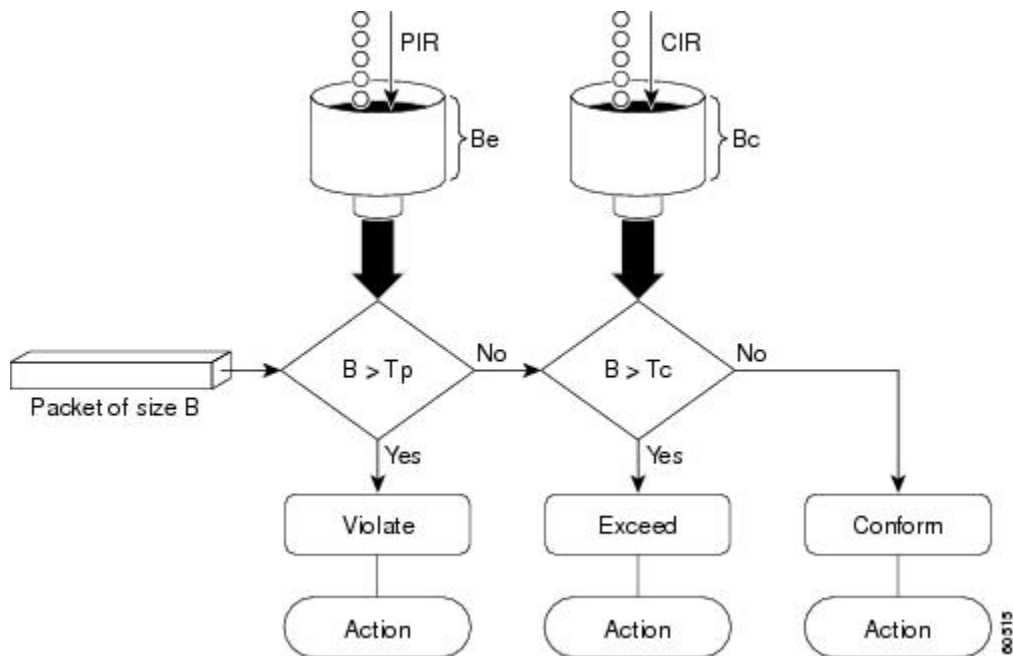 PIR
CIR
Be
Bc
B > Tp
No
B > Tc
No
Packet of size B
Yes
Yes
Violate
Exceed
Conform
Action
Action
Action
60515